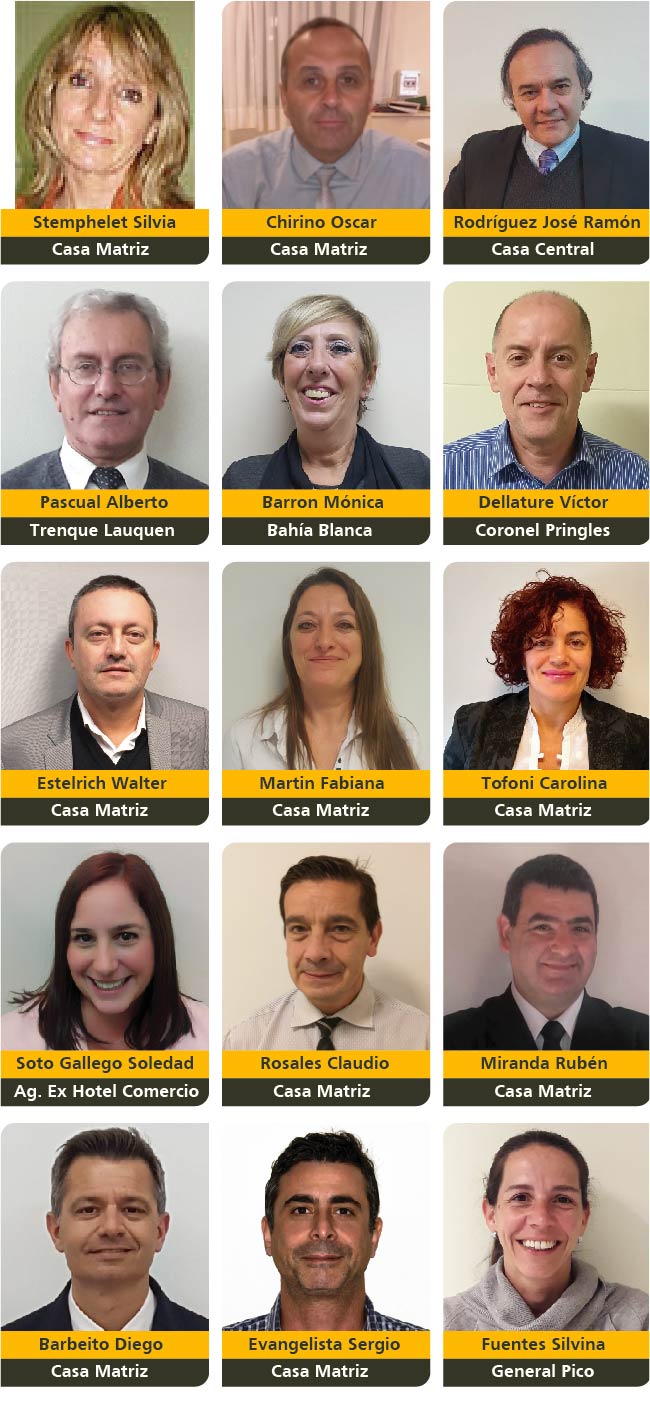 Stemphelet Silvia
Casa Matriz
Chirino Oscar
Casa Matriz
Rodríguez José Ramón
Casa Central
Pascual Alberto
Trenque Lauquen
Barron Mónica
Bahía Blanca
Dellature Víctor
Coronel Pringles
Estelrich Walter
Casa Matriz
Martin Fabiana
Casa Matriz
Tofoni Carolina
Casa Matriz
Soto Gallego Soledad
Ag. Ex Hotel Comercio
Rosales Claudio
Casa Matriz
Miranda Rubén
Casa Matriz
Barbeito Diego
Casa Matriz
Evangelista Sergio
Casa Matriz
Fuentes Silvina
General Pico